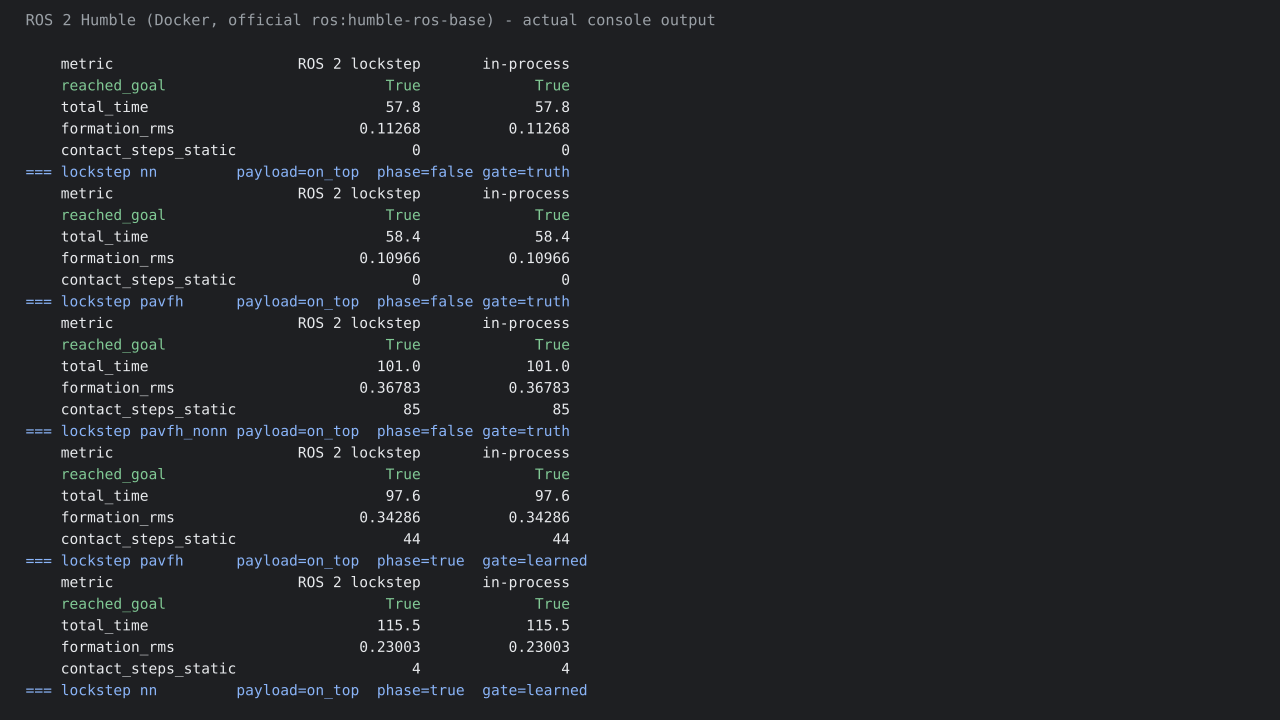 ROS 2 Humble (Docker, official ros:humble-ros-base) - actual console output
metric ROS 2 lockstep in-process
reached_goal True True
total_time 57.8 57.8
formation_rms 0.11268 0.11268
contact_steps_static 0 0
=== lockstep nn payload=on_top phase=false gate=truth
metric ROS 2 lockstep in-process
reached_goal True True
total_time 58.4 58.4
formation_rms 0.10966 0.10966
contact_steps_static 0 0
=== lockstep pavfh payload=on_top phase=false gate=truth
metric ROS 2 lockstep in-process
reached_goal True True
total_time 101.0 101.0
formation_rms 0.36783 0.36783
contact_steps_static 85 85
=== lockstep pavfh_nonn payload=on_top phase=false gate=truth
metric ROS 2 lockstep in-process
reached_goal True True
total_time 97.6 97.6
formation_rms 0.34286 0.34286
contact_steps_static 44 44
=== lockstep pavfh payload=on_top phase=true gate=learned
metric ROS 2 lockstep in-process
reached_goal True True
total_time 115.5 115.5
formation_rms 0.23003 0.23003
contact_steps_static 4 4
=== lockstep nn payload=on_top phase=true gate=learned